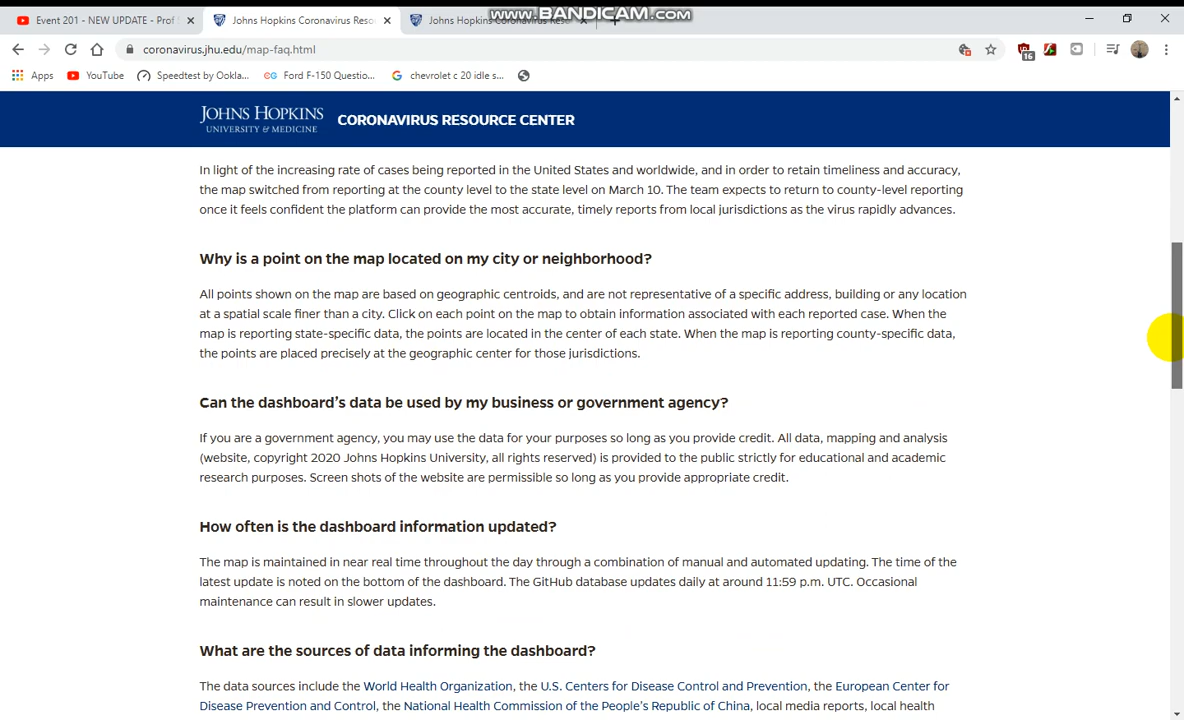 www.BANDICAM.com
Event 201 - NEW UPDATE - Prof
Johns Hopkins Coronavirus Reso
Johns Hopkins Coronavirus Reso
coronavirus.jhu.edu/map-faq.html
16
Apps
YouTube
Speedtest by Ookla...
Ford F-150 Questio...
chevrolet c 20 idle s...
JOHNS HOPKINS
UNIVERSITY & MEDICINE
CORONAVIRUS RESOURCE CENTER
In light of the increasing rate of cases being reported in the United States and worldwide, and in order to retain timeliness and accuracy,
the map switched from reporting at the county level to the state level on March 10. The team expects to return to county-level reporting
once it feels confident the platform can provide the most accurate, timely reports from local jurisdictions as the virus rapidly advances.
Why is a point on the map located on my city or neighborhood?
All points shown on the map are based on geographic centroids, and are not representative of a specific address, building or any location
at a spatial scale finer than a city. Click on each point on the map to obtain information associated with each reported case. When the
map is reporting state-specific data, the points are located in the center of each state. When the map is reporting county-specific data,
the points are placed precisely at the geographic center for those jurisdictions.
Can the dashboard's data be used by my business or government agency?
If you are a government agency, you may use the data for your purposes so long as you provide credit. All data, mapping and analysis
(website, copyright 2020 Johns Hopkins University, all rights reserved) is provided to the public strictly for educational and academic
research purposes. Screen shots of the website are permissible so long as you provide appropriate credit.
How often is the dashboard information updated?
The map is maintained in near real time throughout the day through a combination of manual and automated updating. The time of the
latest update is noted on the bottom of the dashboard. The GitHub database updates daily at around 11:59 p.m. UTC. Occasional
maintenance can result in slower updates.
What are the sources of data informing the dashboard?
The data sources include the World Health Organization, the U.S. Centers for Disease Control and Prevention, the European Center for
Disease Prevention and Control, the National Health Commission of the People's Republic of China, local media reports, local health